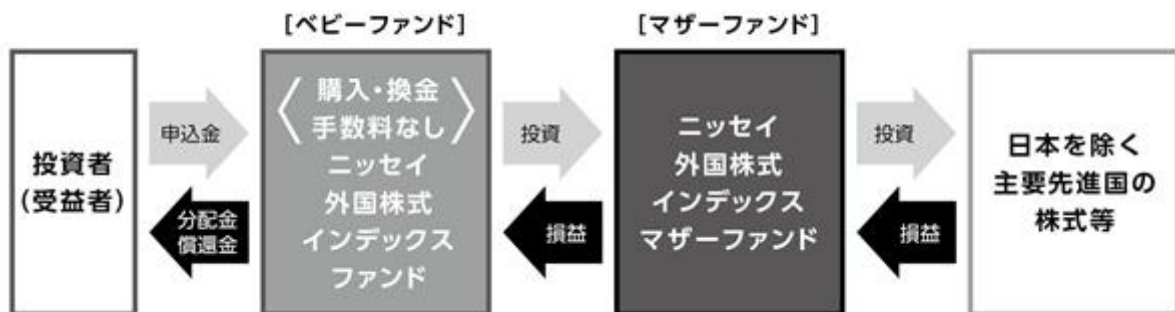 [ベビーファンド]
[マザーファンド]
投資者
(受益者)
申込金
分配金
償還金
〈購入・換金
手数料なし〉
ニッセイ
外国株式
インデックス
ファンド
投資
損益
ニッセイ
外国株式
インデックス
マザーファンド
投資
損益
日本を除く
主要先進国の
株式等